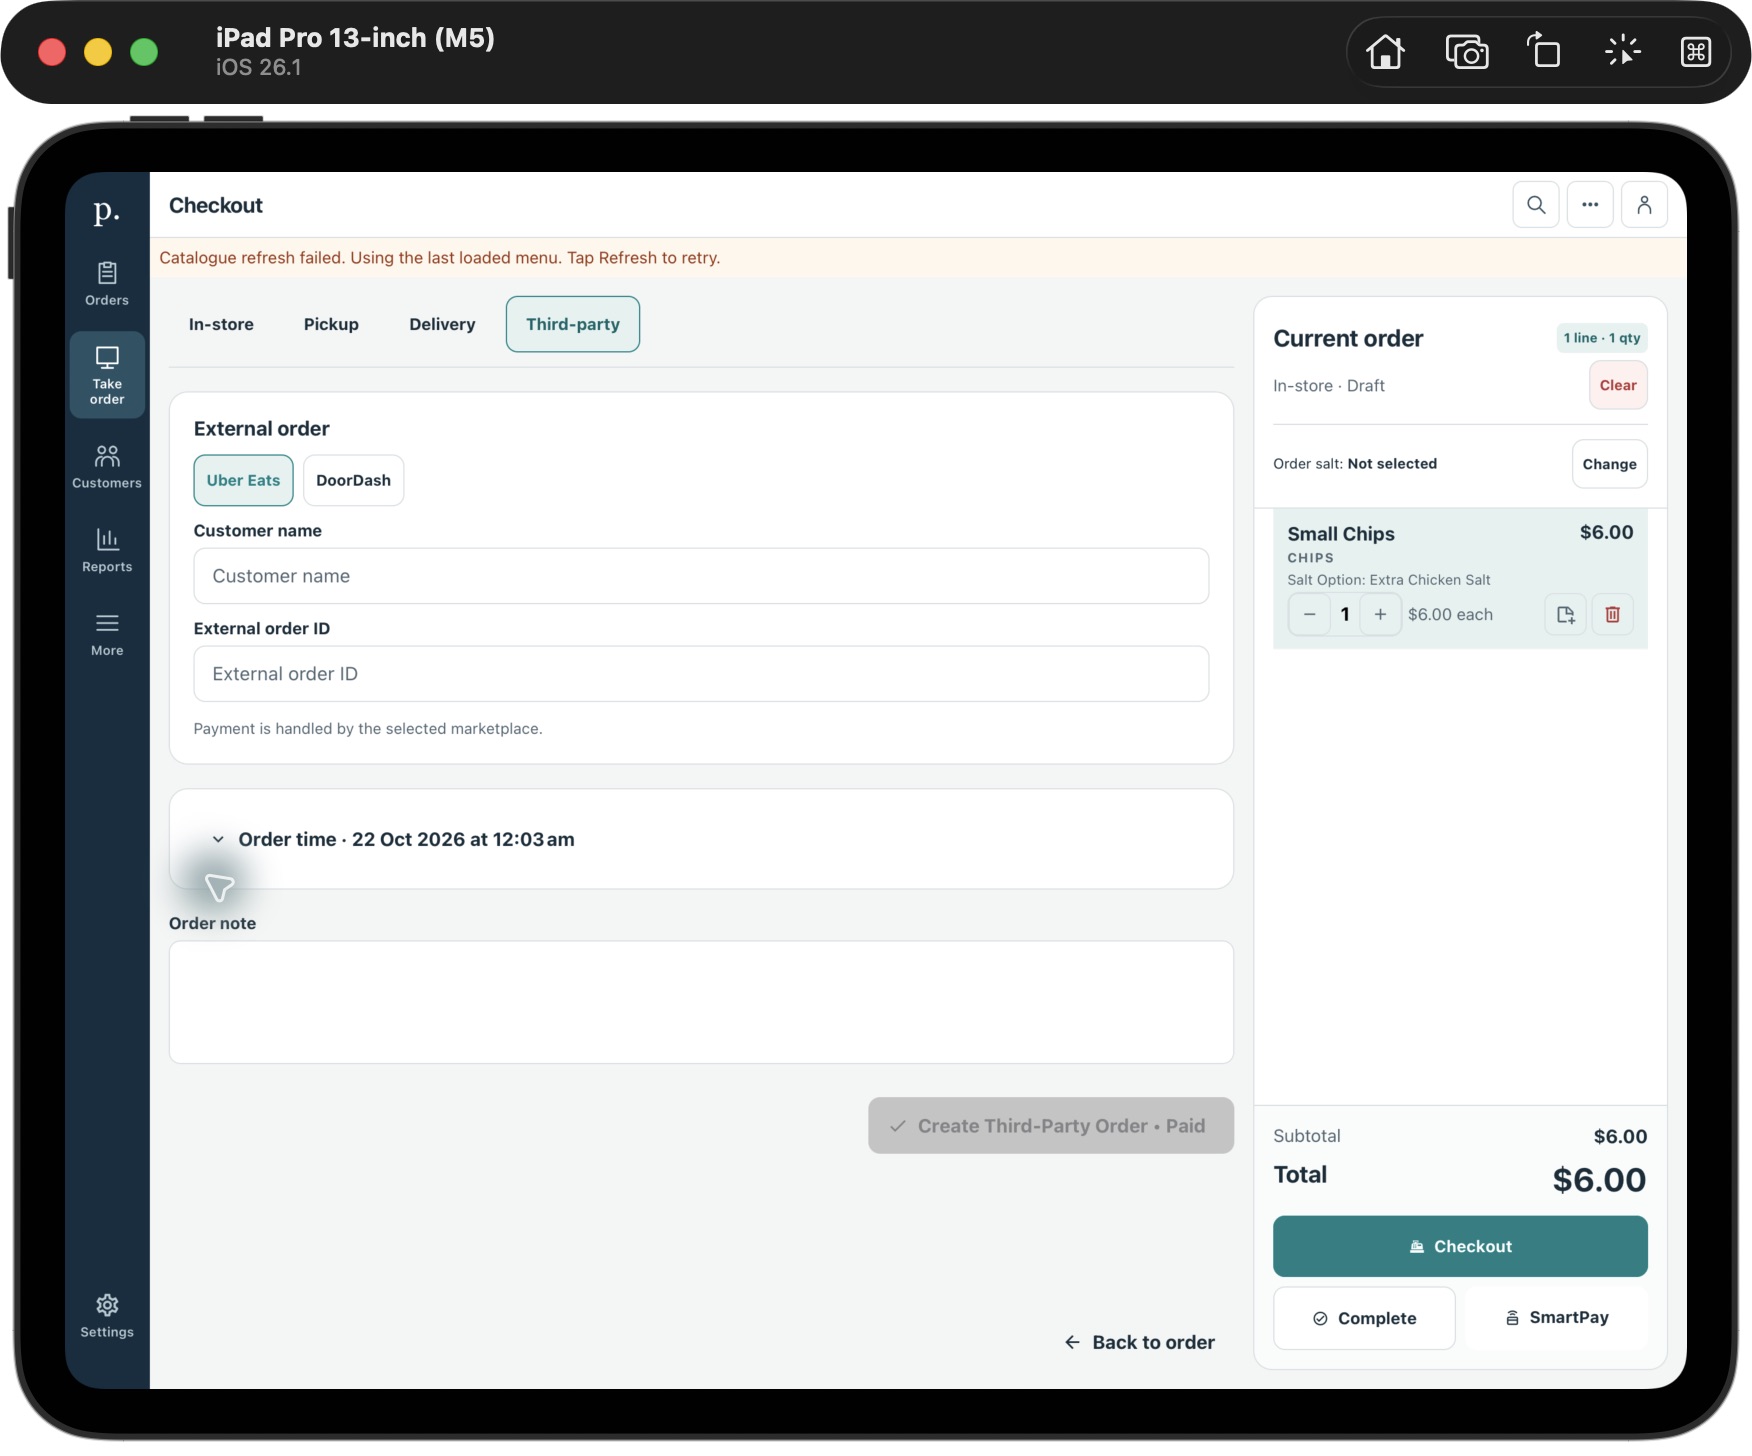 iPad Pro 13-inch (M5)
iOS 26.1
p.
Orders
Take
order
Customers
Reports
More
Settings
Checkout
Catalogue refresh failed. Using the last loaded menu. Tap Refresh to retry.
In-store
Pickup
Delivery
Third-party
External order
Uber Eats
DoorDash
Customer name
Customer name
External order ID
External order ID
Payment is handled by the selected marketplace.
Order time · 22 Oct 2026 at 12:03 am
Order note
Create Third-Party Order • Paid
Back to order
Current order
1 line · 1 qty
In-store · Draft
Clear
Order salt: Not selected
Change
Small Chips
$6.00
CHIPS
Salt Option: Extra Chicken Salt
− 1 + $6.00 each
Subtotal
$6.00
Total
$6.00
Checkout
Complete
SmartPay